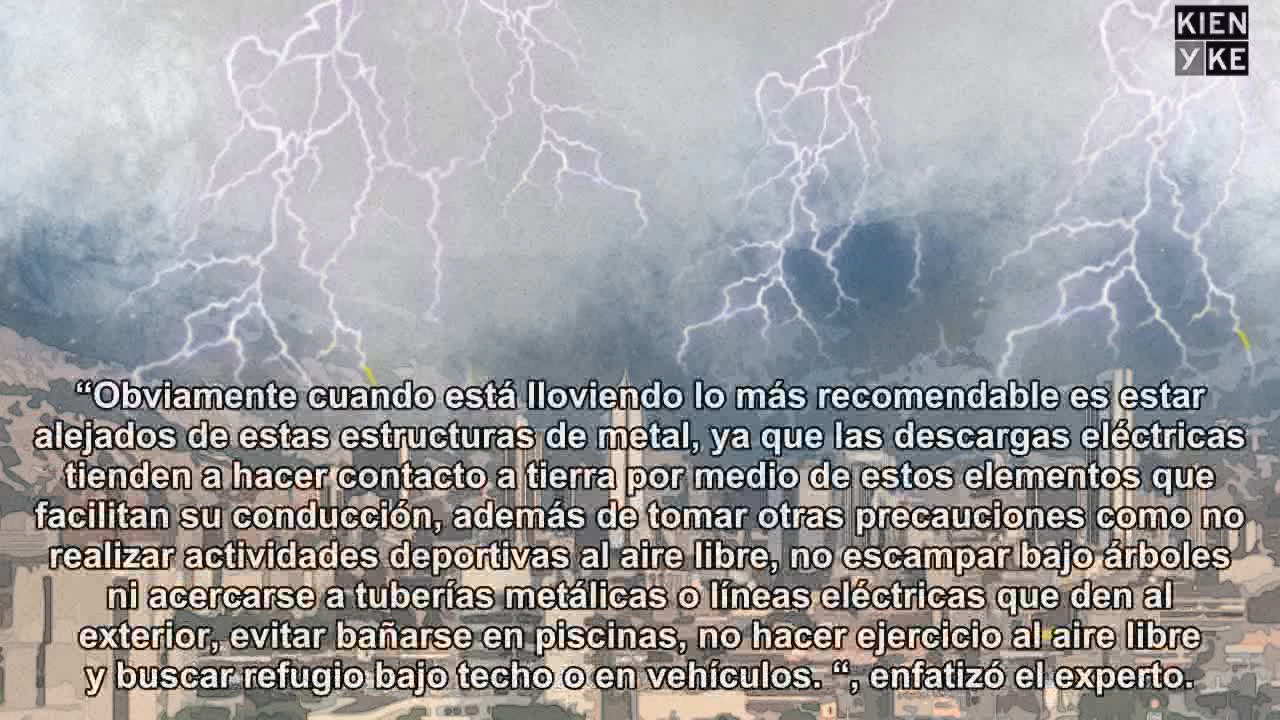 KIEN
Y KE
“Obviamente cuando está lloviendo lo más recomendable es estar
alejados de estas estructuras de metal, ya que las descargas eléctricas
tienden a hacer contacto a tierra por medio de estos elementos que
facilitan su conducción, además de tomar otras precauciones como no
realizar actividades deportivas al aire libre, no escampar bajo árboles
ni acercarse a tuberías metálicas o líneas eléctricas que den al
exterior, evitar bañarse en piscinas, no hacer ejercicio al aire libre
y buscar refugio bajo techo o en vehículos. “, enfatizó el experto.